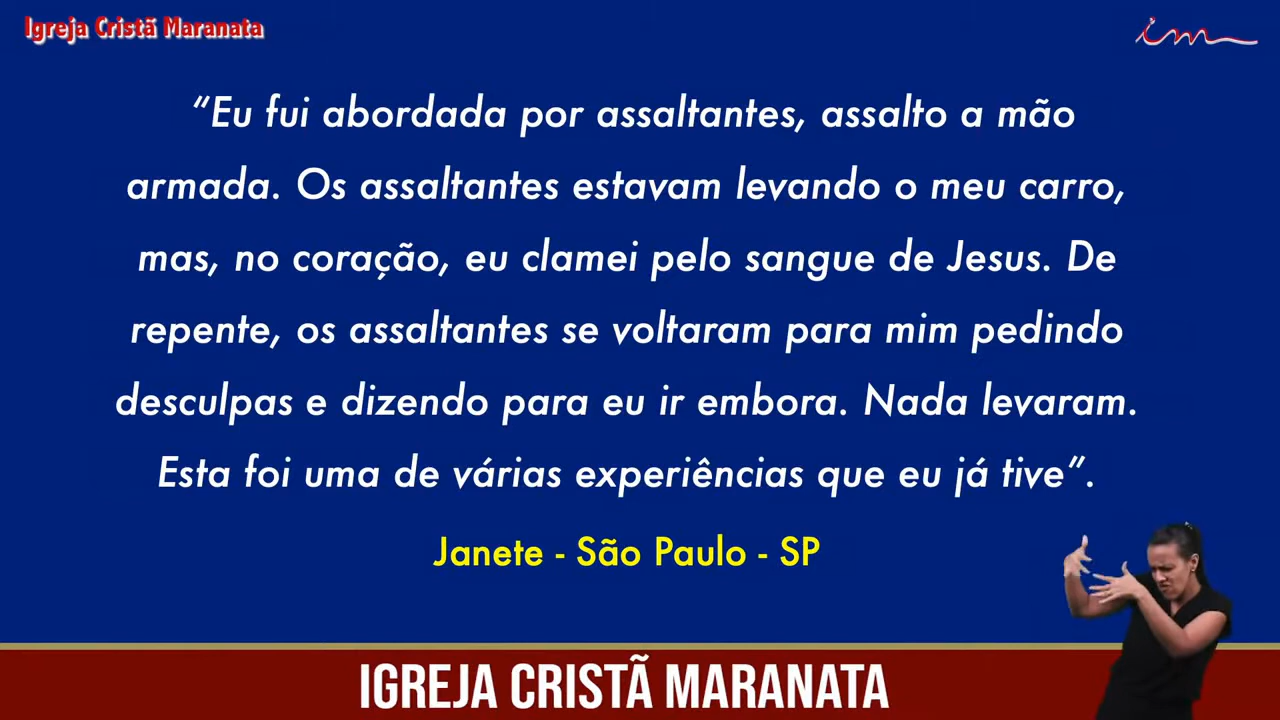 Igreja Cristã Maranata
im
“Eu fui abordada por assaltantes, assalto a mão
armada. Os assaltantes estavam levando o meu carro,
mas, no coração, eu clamei pelo sangue de Jesus. De
repente, os assaltantes se voltaram para mim pedindo
desculpas e dizendo para eu ir embora. Nada levaram.
Esta foi uma de várias experiências que eu já tive”.
Janete - São Paulo - SP
IGREJA CRISTÃ MARANATA